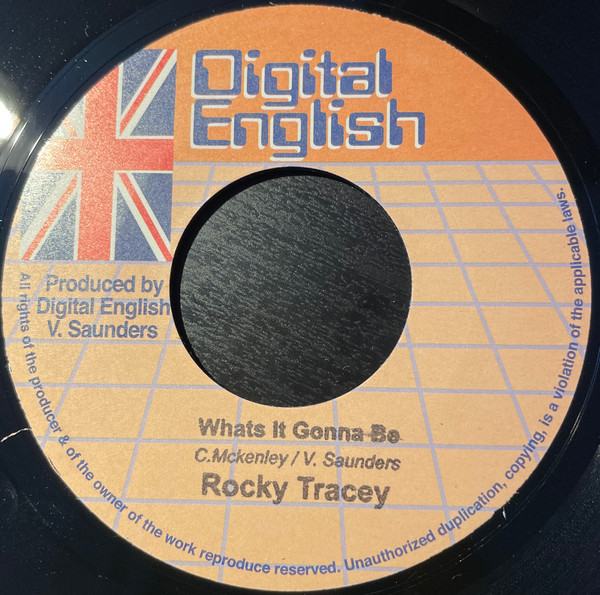 Digital
English
Produced by
Digital English
V. Saunders
Whats It Gonna Be
C.Mckenley / V. Saunders
Rocky Tracey
All rights of the producer & of the owner of the work reproduce reserved. Unauthorized duplication, copying, is a violation of the applicable laws.